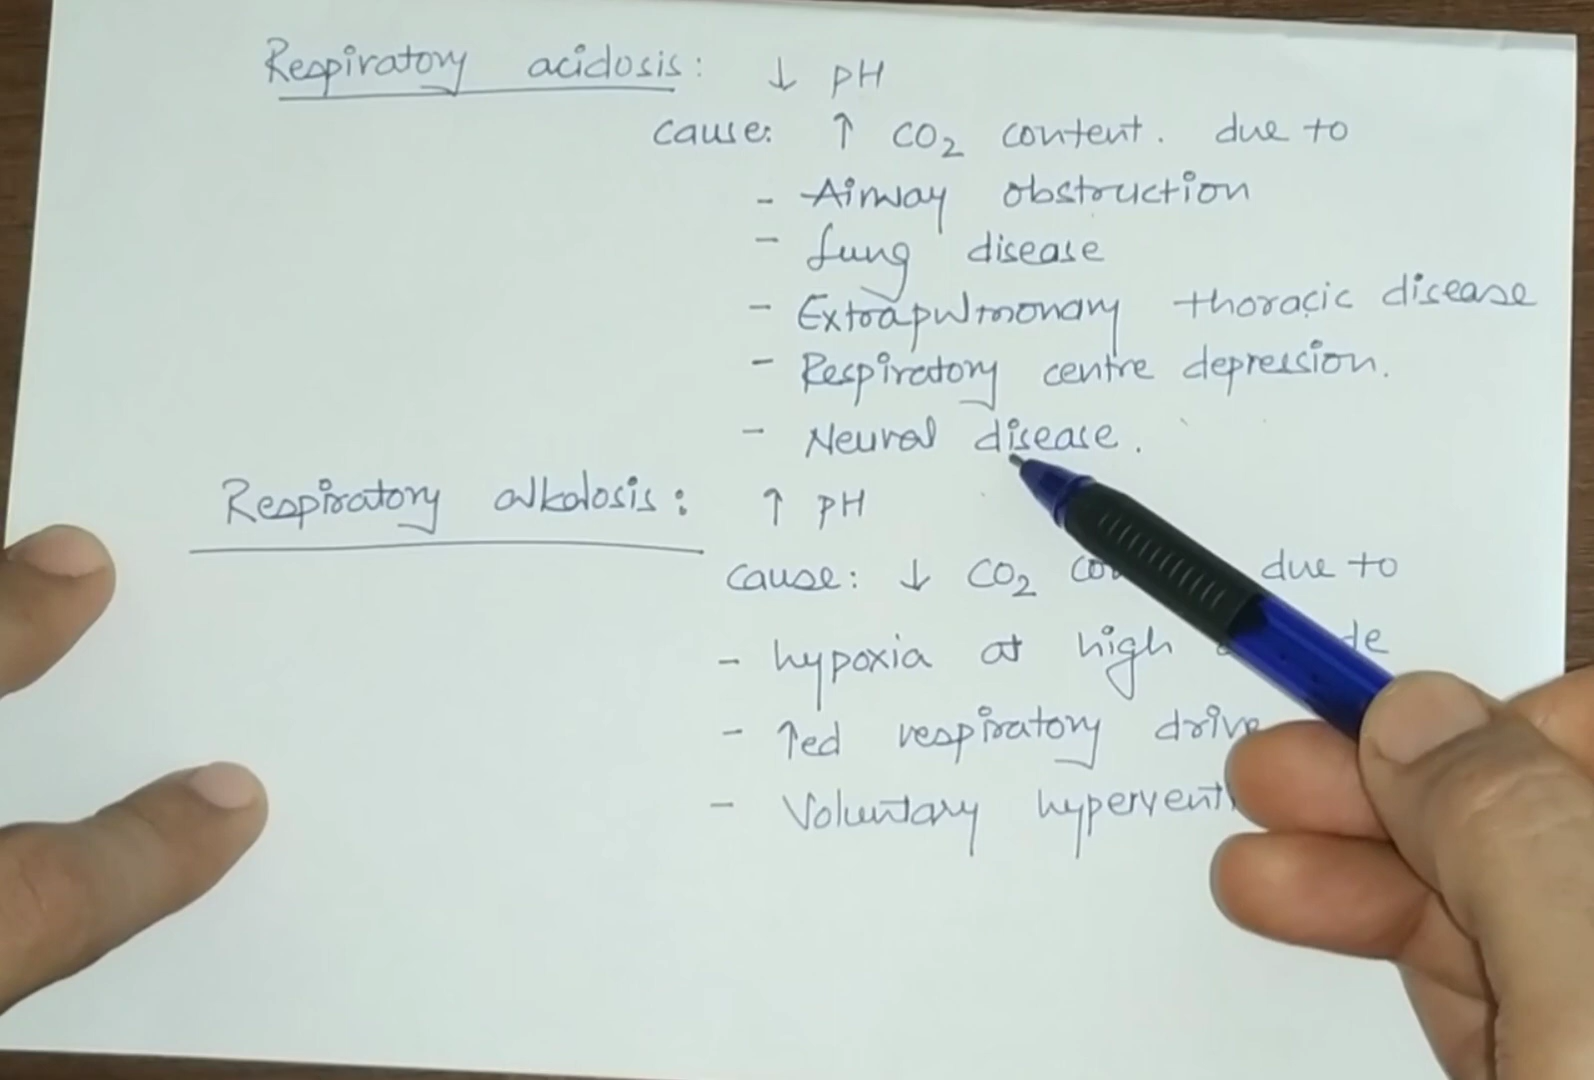 Respiratory acidosis: ↓ pH
cause: ↑ CO2 content. due to
- Airway obstruction
- Lung disease
- Extrapulmonary thoracic disease
- Respiratory centre depression.
- Neural disease.
Respiratory alkalosis: ↑ pH
cause: ↓ CO2 due to
- hypoxia at high
- ↑ed respiratory drive
- Voluntary